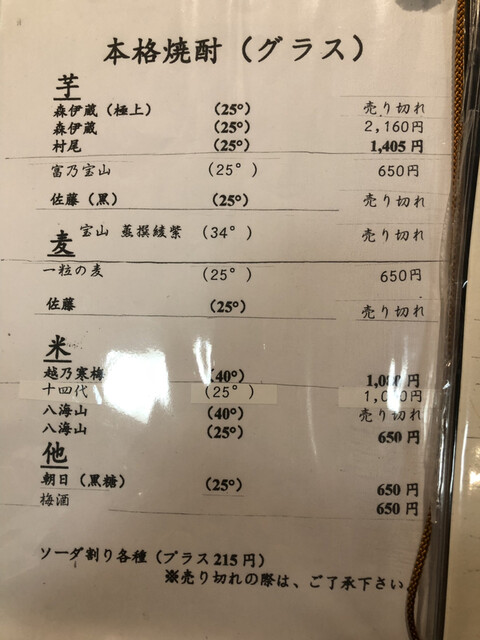 本格焼酎（グラス）
芋
森伊蔵（極上） （25°） 売り切れ
森伊蔵 （25°） 2,160円
村尾 （25°） 1,405円
富乃宝山 （25°） 650円
佐藤（黒） （25°） 売り切れ
宝山 蒸撰綾紫 （34°） 売り切れ
麦
一粒の麦 （25°） 650円
佐藤 （25°） 売り切れ
米
越乃寒梅 （40°） 円
十四代 （25°） 円
八海山 （40°） 売り切れ
八海山 （25°） 650円
他
朝日（黒糖） （25°） 650円
梅酒 650円
ソーダ割り各種（プラス215円）
※売り切れの際は、ご了承下さい